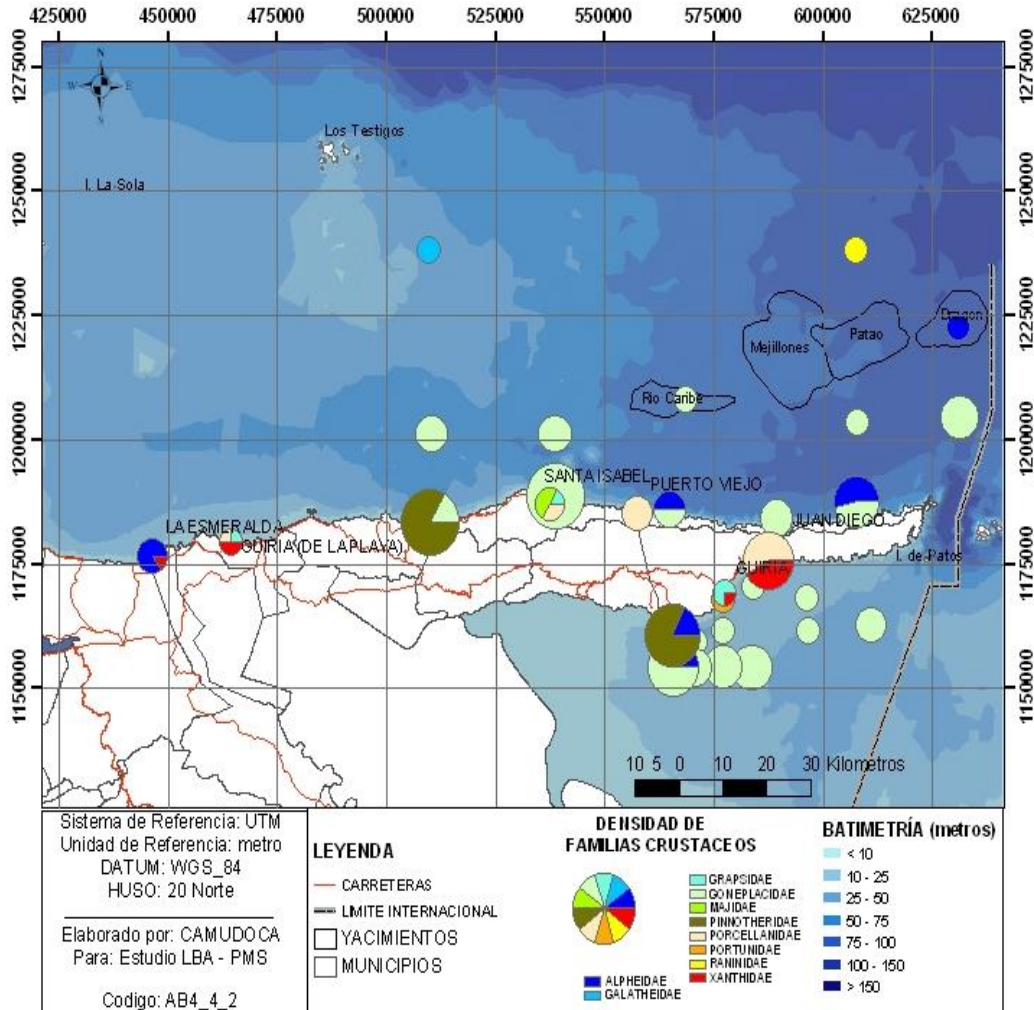 425000 450000 475000 500000 525000 550000 575000 600000 625000
1275000 1275000
N
W E
N
Los Testigos
I. La Sola
1250000 1250000
1225000 1225000
Dragon
Patao
Mejillones
Rio Caribe
1200000 1200000
SANTA ISABEL
PUERTO VIEJO
LA ESMERALDA
JUAN DIEGO
GUIRIA (DE LA PLAYA)
I. de Patos
1175000 1175000
GUIRIA
1150000 1150000
10 5 0 10 20 30 Kilometros
Sistema de Referencia: UTM
Unidad de Referencia: metro
DATUM: WGS_84
HUSO: 20 Norte
Elaborado por: CAMUDOCA
Para: Estudio LBA - PMS
Codigo: AB4_4_2
LEYENDA
CARRETERAS
LIMITE INTERNACIONAL
YACIMIENTOS
MUNICIPIOS
DENSIDAD DE
FAMILIAS CRUSTACEOS
GRAPSIDAE
GONEPLACIDAE
MAJIDAE
PINNOTHERIDAE
PORCELLANIDAE
PORTUNIDAE
RANINIDAE
XANTHIDAE
ALPHEIDAE
GALATHEIDAE
BATIMETRÍA (metros)
< 10
10 - 25
25 - 50
50 - 75
75 - 100
100 - 150
> 150